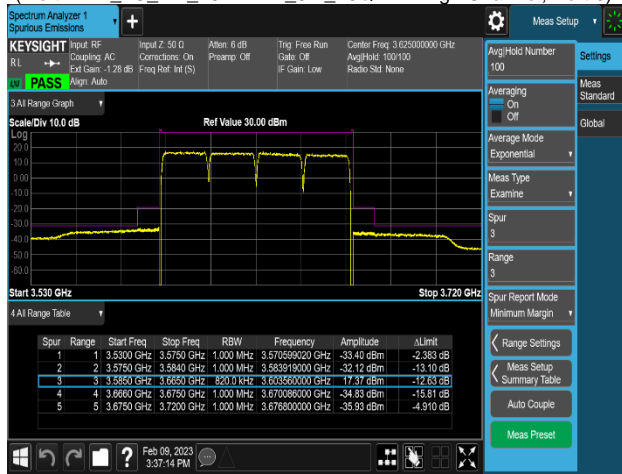 Spectrum Analyzer 1
Spurious Emissions
Meas Setup
KEYSIGHT
RL
PASS
Input: RF
Coupling: AC
Ext Gain: -1.28 dB
Align: Auto
Input Z: 50 Ω
Corrections: On
Freq Ref: Int (S)
Atten: 6 dB
Preamp: Off
Trig: Free Run
Gate: Off
IF Gain: Low
Center Freq: 3.625000000 GHz
Avg|Hold: 100/100
Radio Std: None
3 All Range Graph
Scale/Div 10.0 dB
Ref Value 30.00 dBm
Log
20.0
10.0
0.00
-10.0
-20.0
-30.0
-40.0
-50.0
-60.0
Start 3.530 GHz
Stop 3.720 GHz
4 All Range Table
Spur Range Start Freq Stop Freq RBW Frequency Amplitude ΔLimit
1 1 3.5300 GHz 3.5750 GHz 1.000 MHz 3.570599020 GHz -33.40 dBm -2.383 dB
2 2 3.5750 GHz 3.5840 GHz 1.000 MHz 3.583919000 GHz -32.12 dBm -13.10 dB
3 3 3.5850 GHz 3.6650 GHz 820.0 kHz 3.603560000 GHz 17.37 dBm -12.63 dB
4 4 3.6660 GHz 3.6750 GHz 1.000 MHz 3.670086000 GHz -34.83 dBm -15.81 dB
5 5 3.6750 GHz 3.7200 GHz 1.000 MHz 3.676800000 GHz -35.93 dBm -4.910 dB
Avg|Hold Number
100
Averaging
On
Off
Average Mode
Exponential
Meas Type
Examine
Spur
3
Range
3
Spur Report Mode
Minimum Margin
Range Settings
Meas Setup
Summary Table
Auto Couple
Meas Preset
Settings
Meas
Standard
Global
Feb 09, 2023
3:37:14 PM